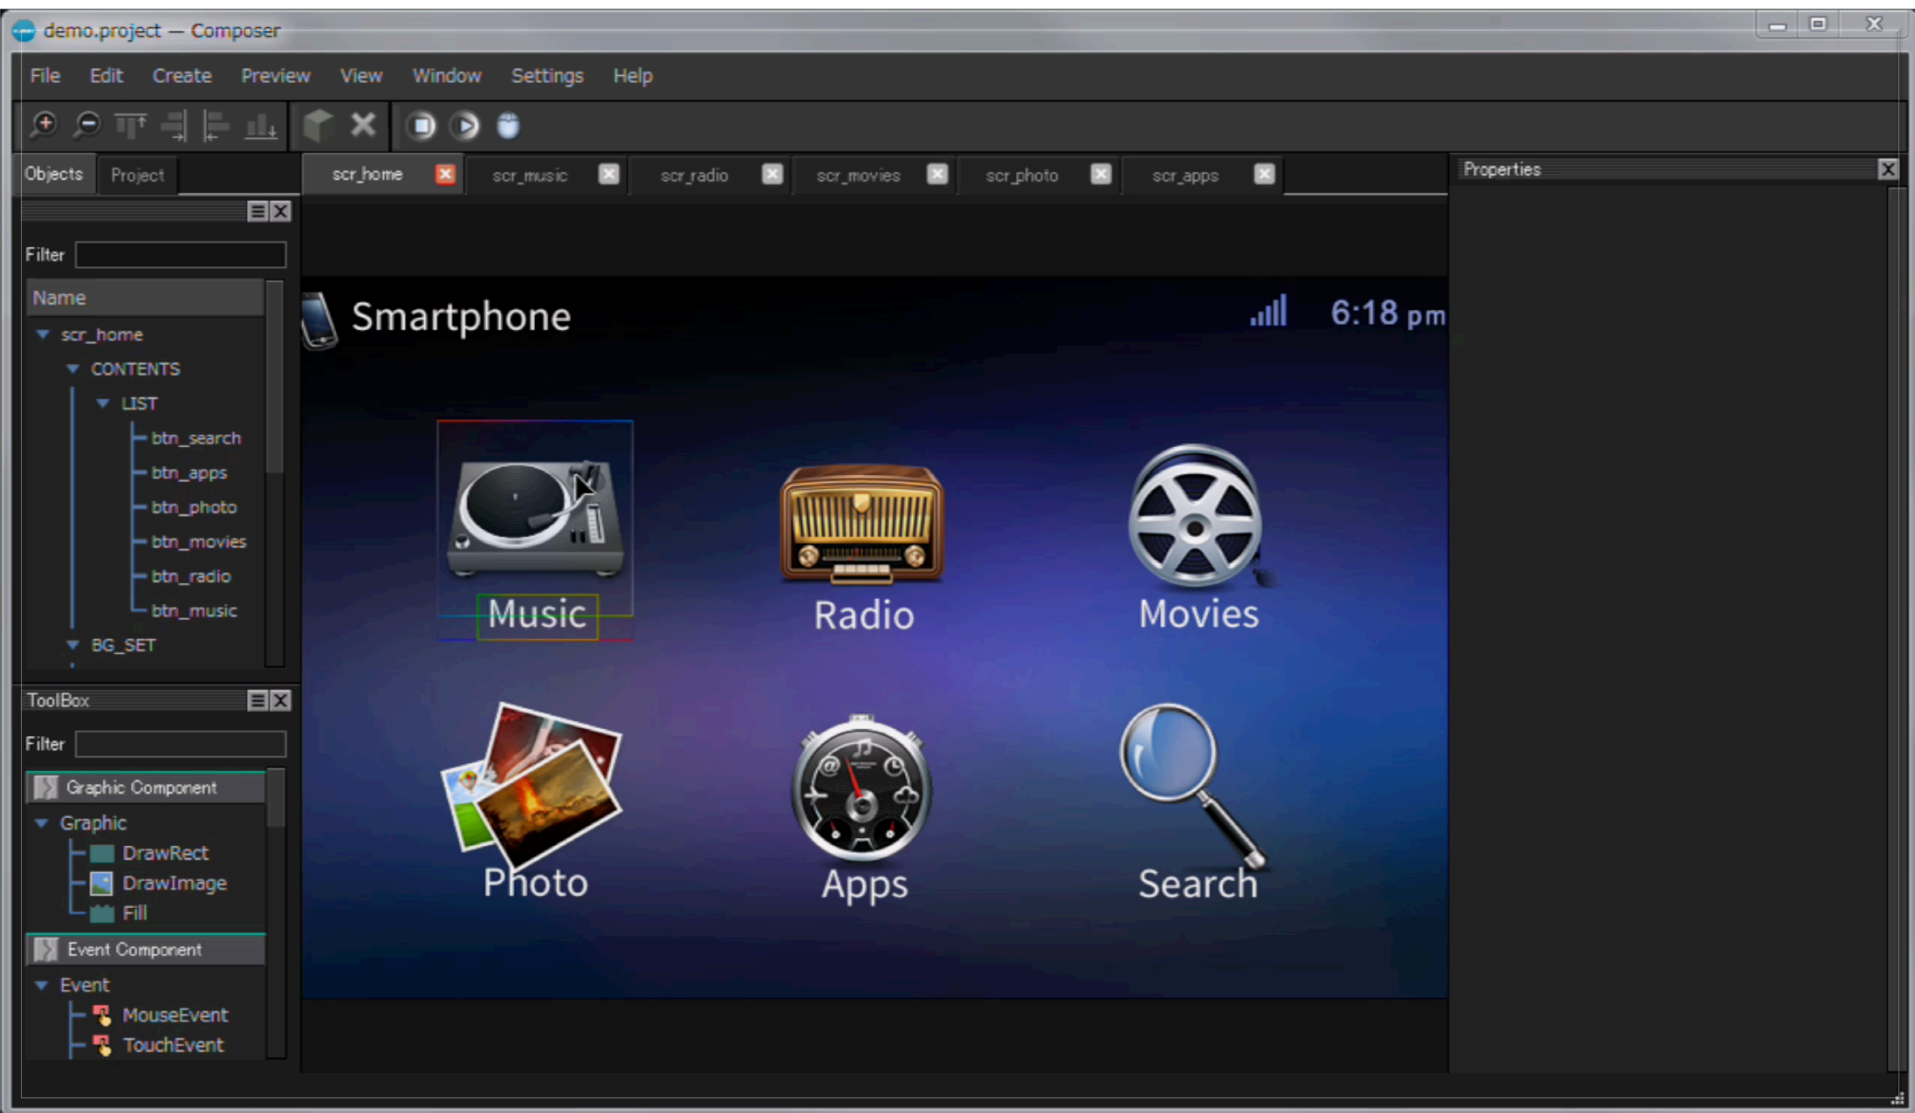 demo.project — Composer
File Edit Create Preview View Window Settings Help
Objects Project
scr_home scr_music scr_radio scr_movies scr_photo scr_apps
Properties
Filter
Name
scr_home
CONTENTS
LIST
btn_search
btn_apps
btn_photo
btn_movies
btn_radio
btn_music
BG_SET
ToolBox
Filter
Graphic Component
Graphic
DrawRect
DrawImage
Fill
Event Component
Event
MouseEvent
TouchEvent
Smartphone
6:18 pm
Music Radio Movies
Photo Apps Search